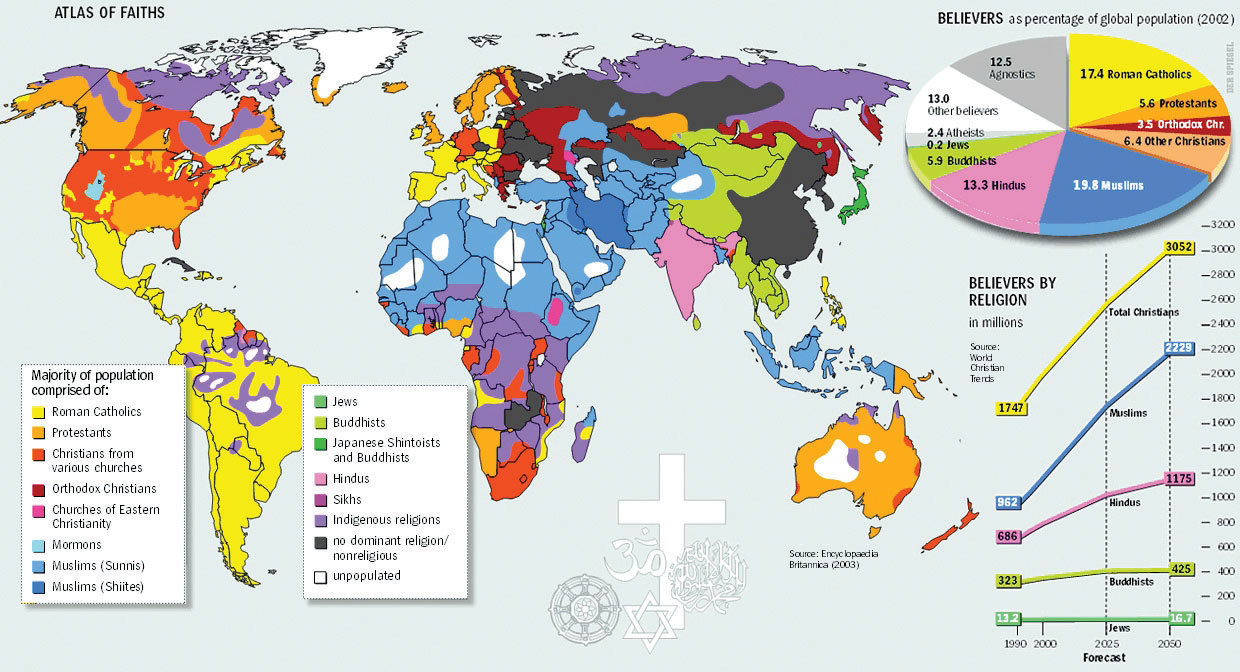 ATLAS OF FAITHS
BELIEVERS as percentage of global population (2002)
12.5
Agnostics
17.4 Roman Catholics
13.0
Other believers
5.6 Protestants
3.5 Orthodox Chr.
2.4 Atheists
6.4 Other Christians
0.2 Jews
5.9 Buddhists
13.3 Hindus
19.8 Muslims
DER SPIEGEL
Majority of population
comprised of:
Roman Catholics
Protestants
Christians from
various churches
Orthodox Christians
Churches of Eastern
Christianity
Mormons
Muslims (Sunnis)
Muslims (Shiites)
Jews
Buddhists
Japanese Shintoists
and Buddhists
Hindus
Sikhs
Indigenous religions
no dominant religion/
nonreligious
unpopulated
Source: Encyclopaedia
Britannica (2003)
BELIEVERS BY
RELIGION
in millions
Source:
World
Christian
Trends
3200
3000
2800
2600
2400
2200
2000
1800
1600
1400
1200
1000
800
600
400
200
0
1747
Total Christians
3052
962
Muslims
2229
686
Hindus
1175
323
Buddhists
425
13.2
Jews
16.7
1990 2000 2025 2050
Forecast